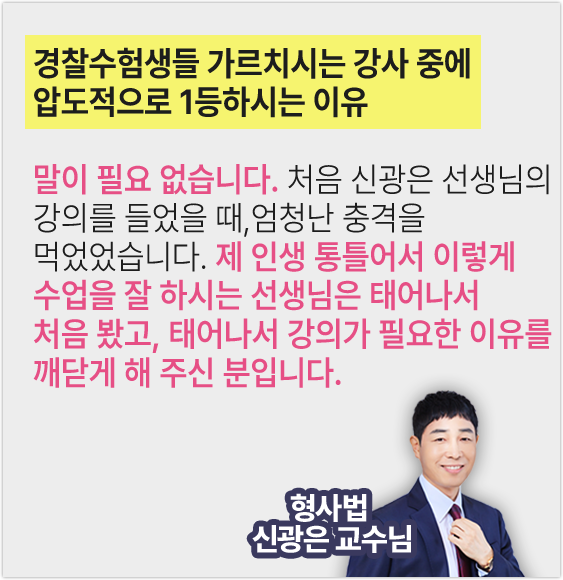 경찰수험생들 가르치시는 강사 중에
압도적으로 1등하시는 이유
말이 필요 없습니다. 처음 신광은 선생님의
강의를 들었을 때,엄청난 충격을
먹었었습니다. 제 인생 통틀어서 이렇게
수업을 잘 하시는 선생님은 태어나서
처음 봤고, 태어나서 강의가 필요한 이유를
깨닫게 해 주신 분입니다.
형사법
신광은 교수님